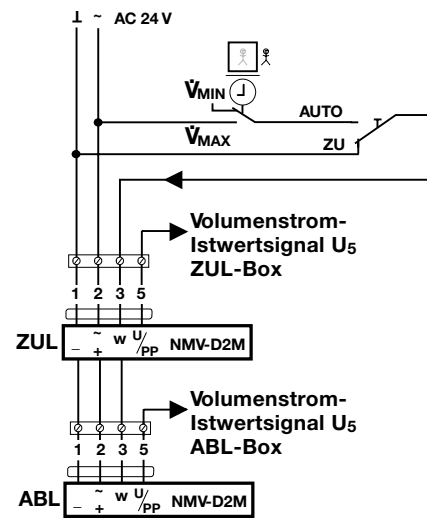 ⊥ ~ AC 24 V
V̇MIN
AUTO
V̇MAX
ZU
Volumenstrom-
Istwertsignal U5
ZUL-Box
1 2 3 5
ZUL
– ~+ w U/PP NMV-D2M
Volumenstrom-
Istwertsignal U5
ABL-Box
1 2 3 5
ABL
– ~+ w U/PP NMV-D2M